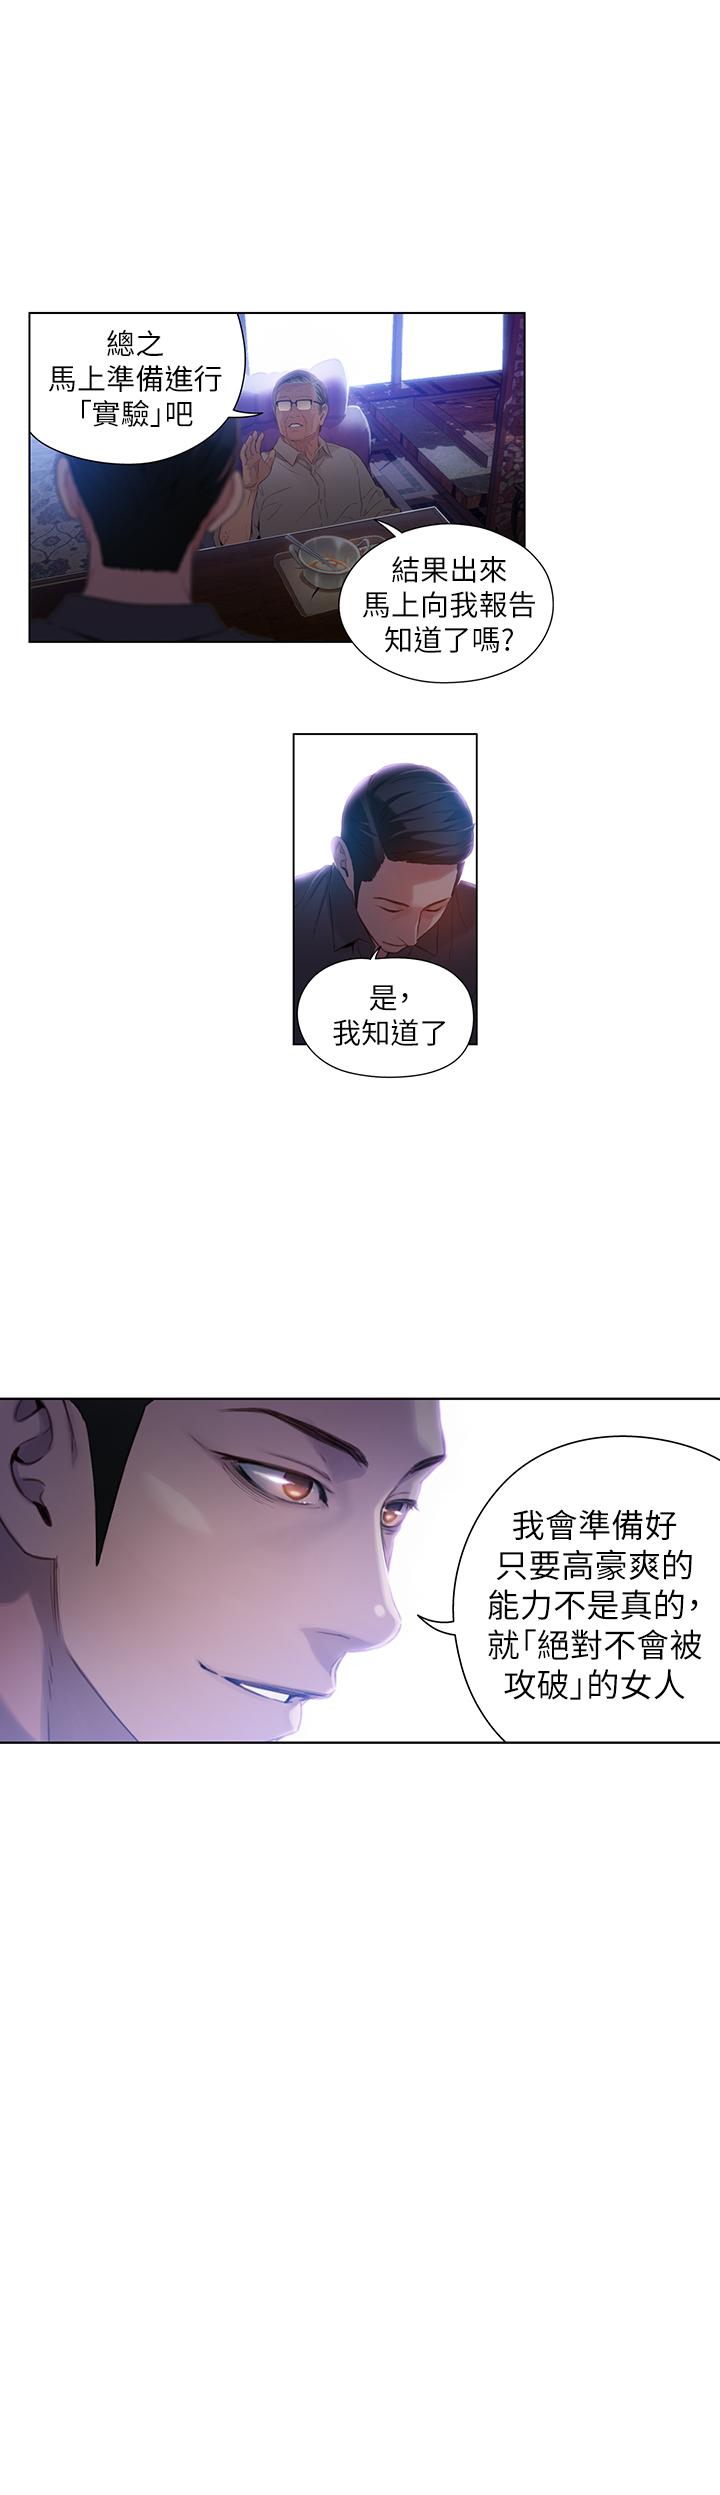 總之
馬上準備進行
「實驗」吧
結果出來
馬上向我報告
知道了嗎?
是,
我知道了
我會準備好
只要高豪爽的
能力不是真的,
就「絕對不會被
攻破」的女人